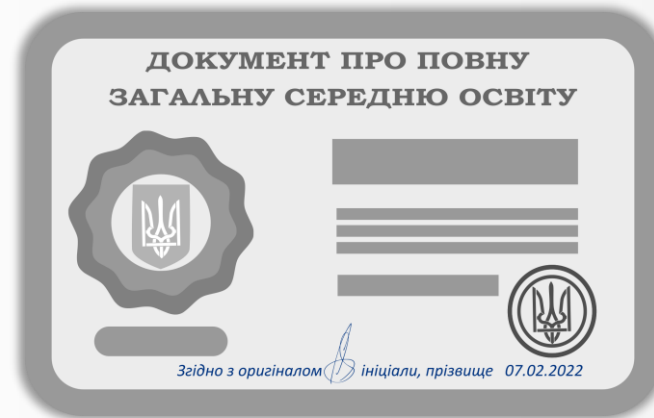 ДОКУМЕНТ ПРО ПОВНУ
ЗАГАЛЬНУ СЕРЕДНЮ ОСВІТУ
Згідно з оригіналом ініціали, прізвище 07.02.2022